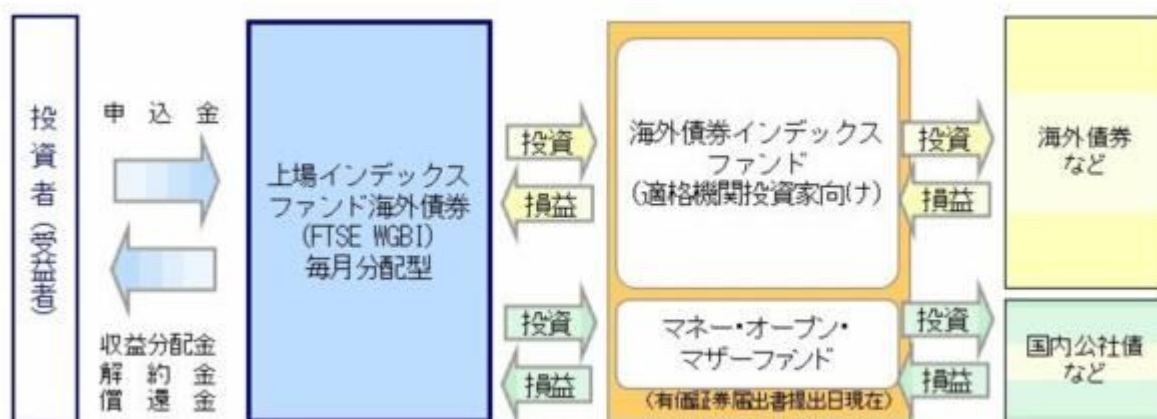 投資者(受益者)
申込金
収益分配金
解約金
償還金
上場インデックス
ファンド海外債券
(FTSE WGBI)
毎月分配型
投資
損益
投資
損益
海外債券インデックス
ファンド
(適格機関投資家向け)
マネー・オープン・
マザーファンド
(有価証券届出書提出日現在)
投資
損益
投資
損益
海外債券
など
国内公社債
など